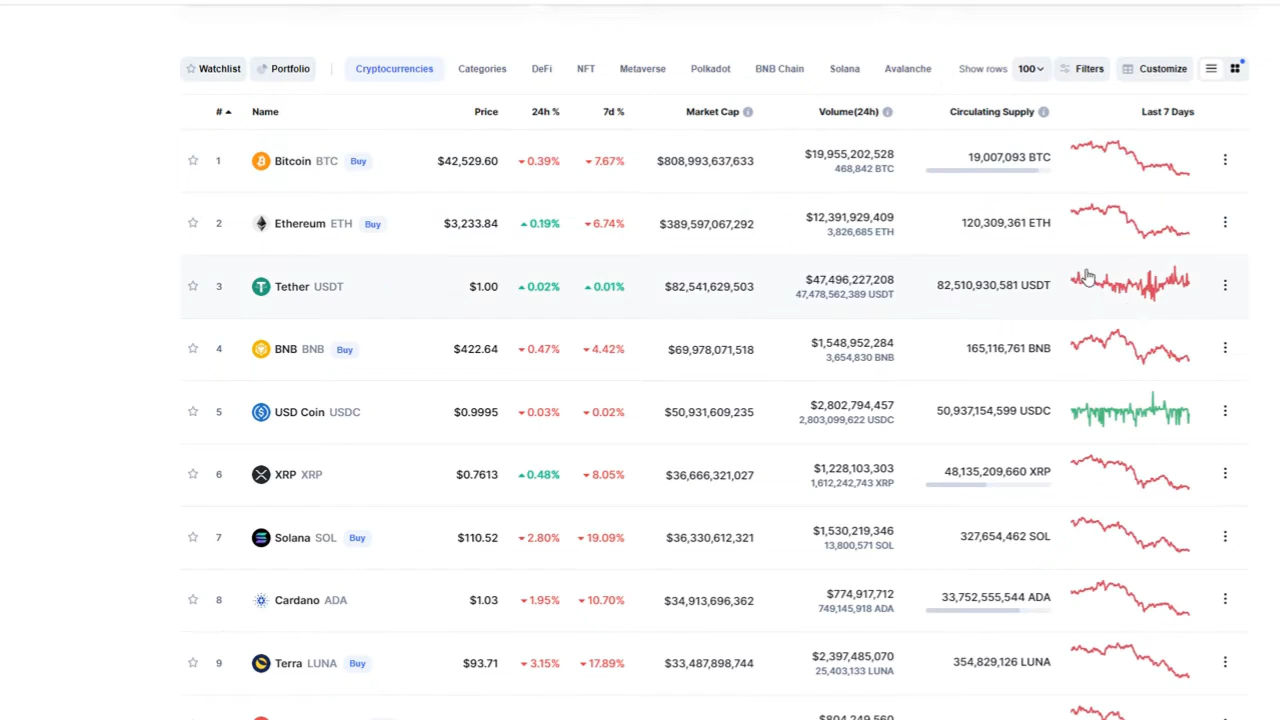 Watchlist Portfolio Cryptocurrencies Categories DeFi NFT Metaverse Polkadot BNB Chain Solana Avalanche Show rows 100 Filters Customize
# Name Price 24h % 7d % Market Cap Volume(24h) Circulating Supply Last 7 Days
1 Bitcoin BTC Buy $42,529.60 0.39% 7.67% $808,993,637,633 $19,955,202,528 19,007,093 BTC
468,842 BTC
2 Ethereum ETH Buy $3,233.84 0.19% 6.74% $389,597,067,292 $12,391,929,409 120,309,361 ETH
3,826,685 ETH
3 Tether USDT $1.00 0.02% 0.01% $82,541,629,503 $47,496,227,208 82,510,930,581 USDT
47,478,562,389 USDT
4 BNB BNB Buy $422.64 0.47% 4.42% $69,978,071,518 $1,548,952,284 165,116,761 BNB
3,654,830 BNB
5 USD Coin USDC $0.9995 0.03% 0.02% $50,931,609,235 $2,802,794,457 50,937,154,599 USDC
2,803,099,622 USDC
6 XRP XRP $0.7613 0.48% 8.05% $36,666,321,027 $1,228,103,303 48,135,209,660 XRP
1,612,242,743 XRP
7 Solana SOL Buy $110.52 2.80% 19.09% $36,330,612,321 $1,530,219,346 327,654,462 SOL
13,800,571 SOL
8 Cardano ADA $1.03 1.95% 10.70% $34,913,696,362 $774,917,712 33,752,555,544 ADA
749,145,918 ADA
9 Terra LUNA Buy $93.71 3.15% 17.89% $33,487,898,744 $2,397,485,070 354,829,126 LUNA
25,403,133 LUNA